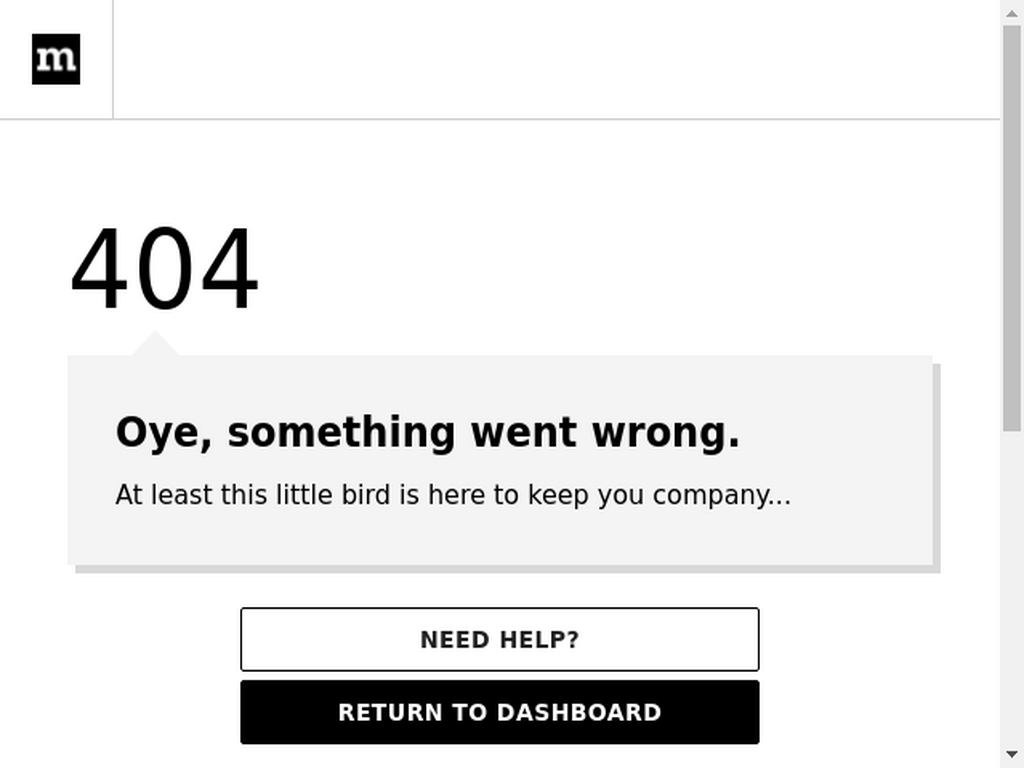 m
404
Oye, something went wrong.
At least this little bird is here to keep you company...
NEED HELP?
RETURN TO DASHBOARD